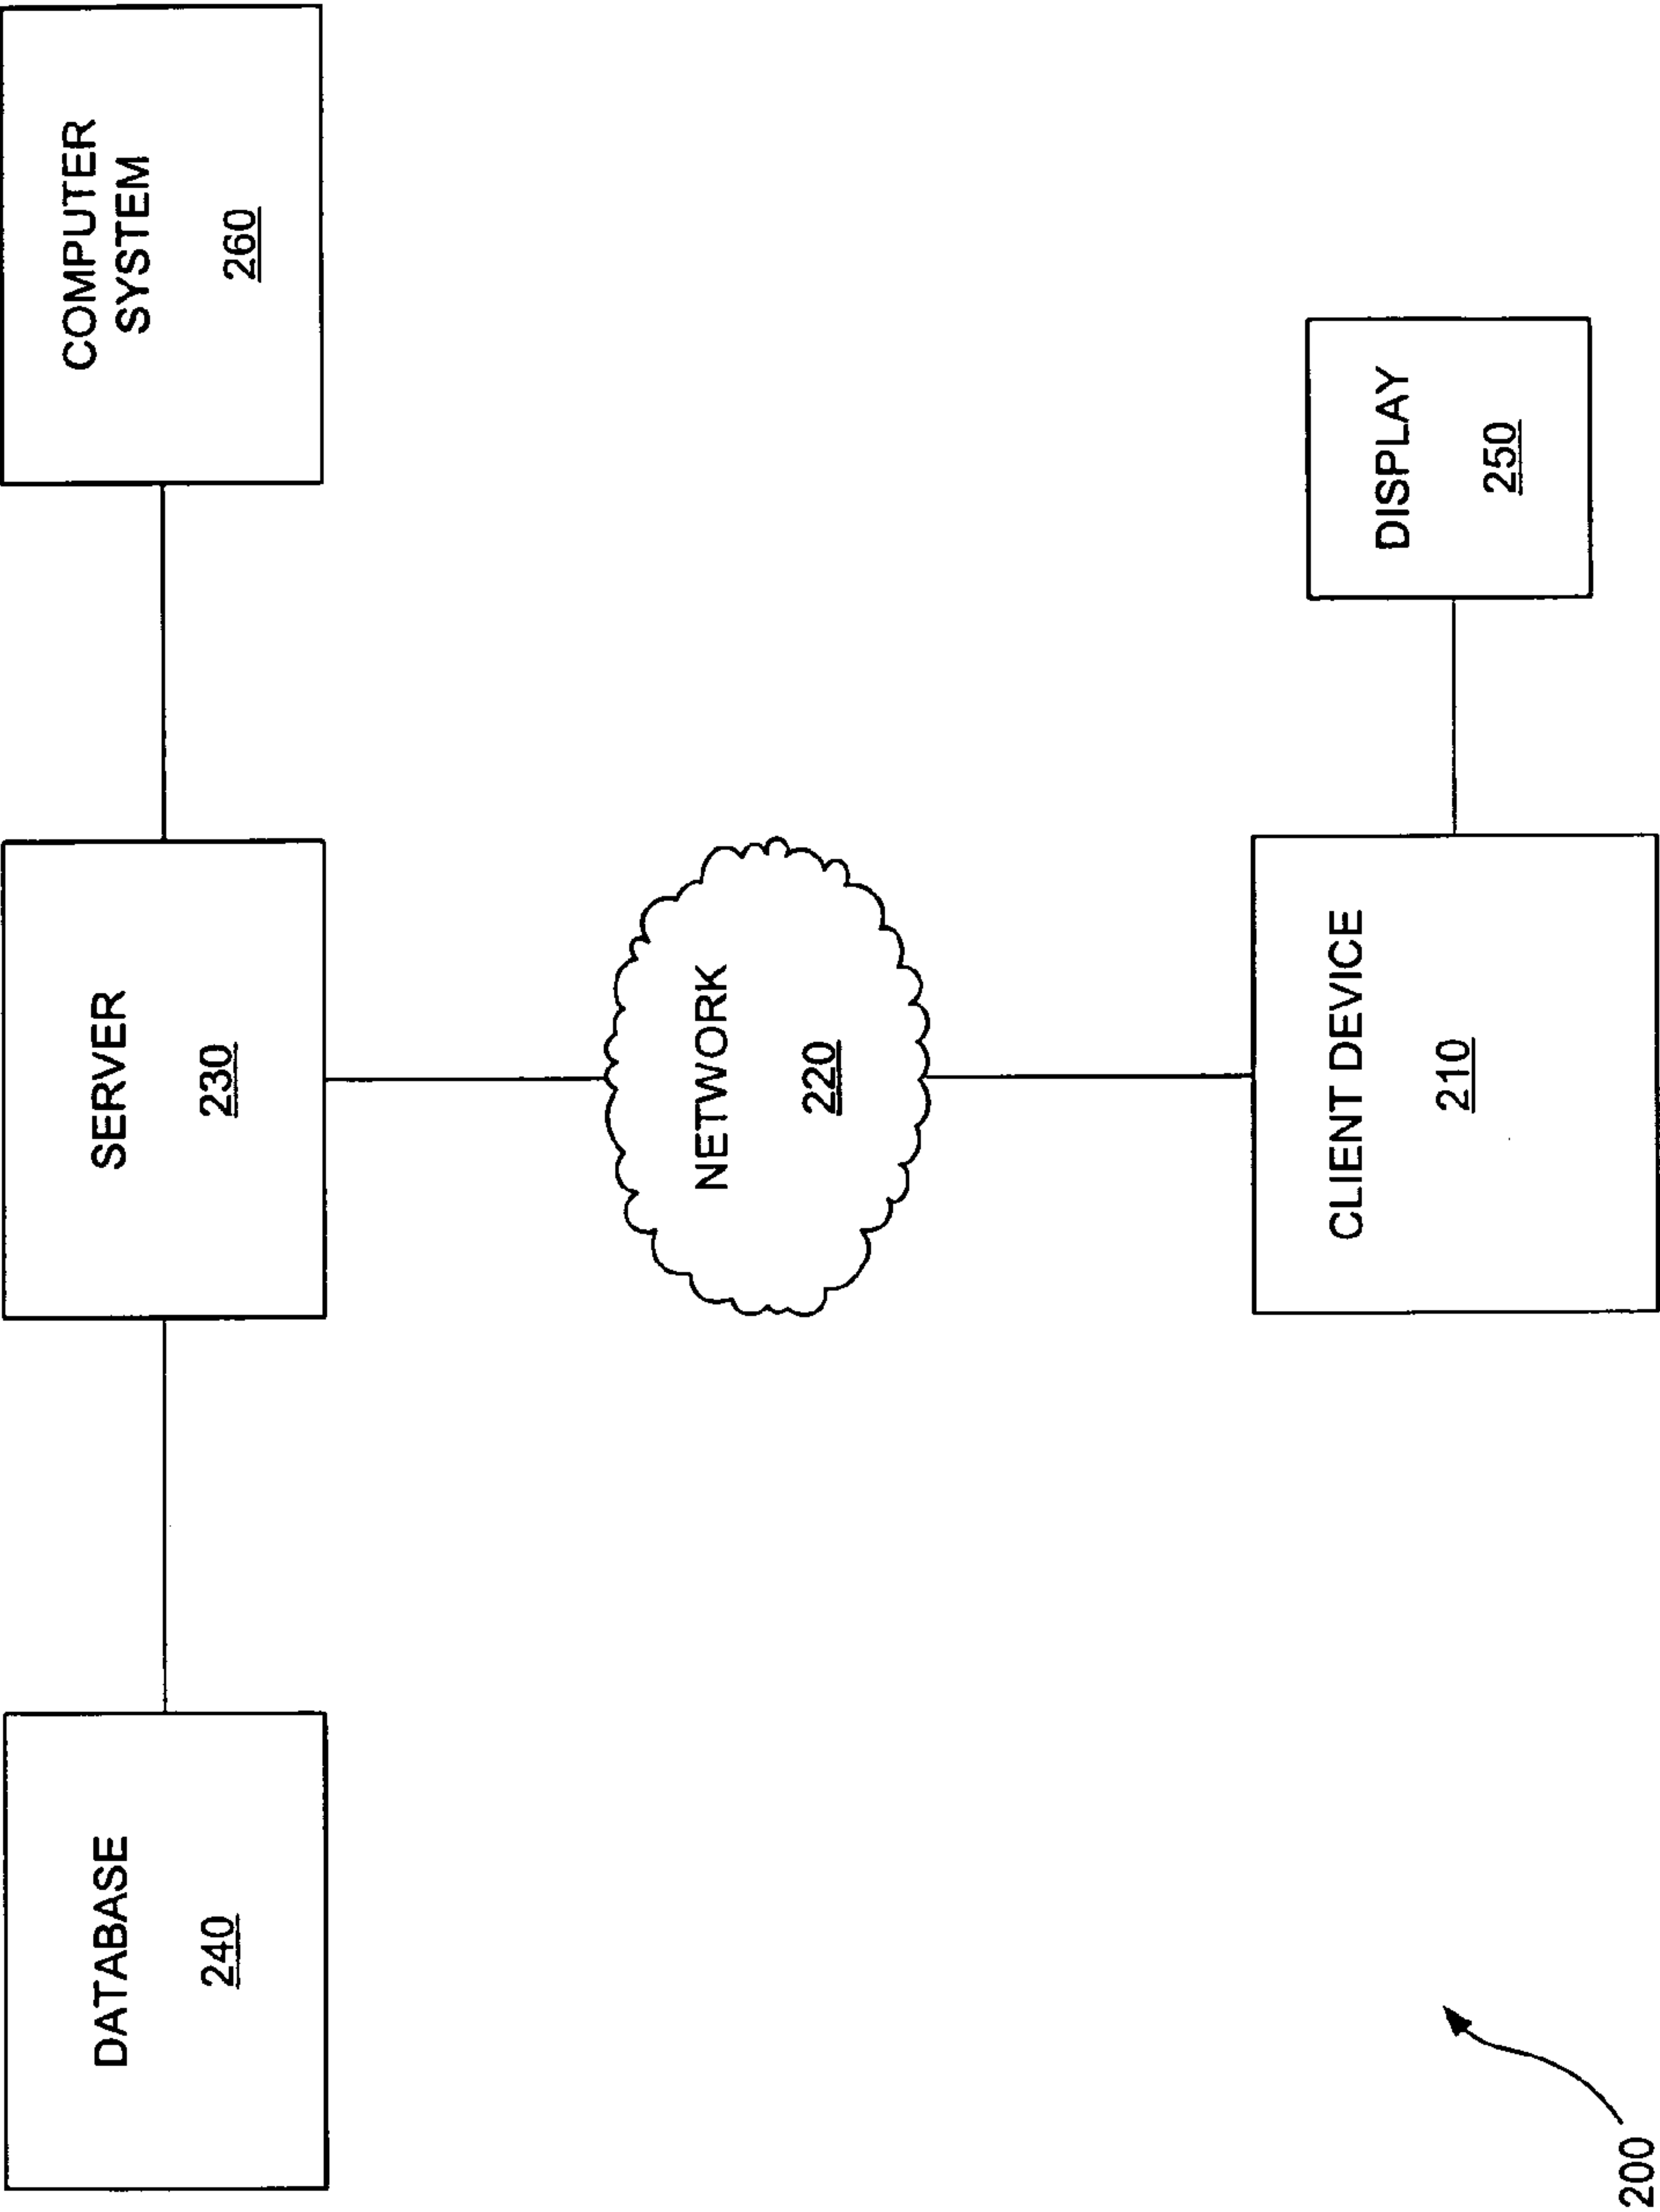 DATABASE
240
SERVER
230
COMPUTER
SYSTEM
260
NETWORK
220
CLIENT DEVICE
210
DISPLAY
250
200